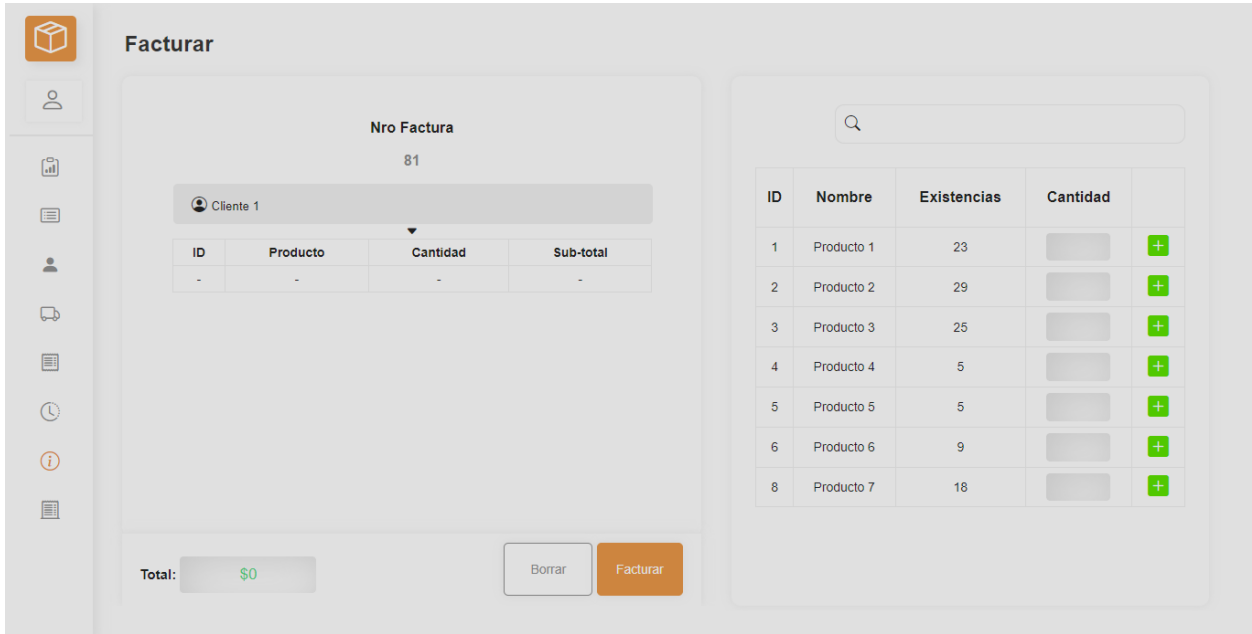 Facturar
Nro Factura
81
Cliente 1
ID Producto Cantidad Sub-total
- - - -
Total: $0
Borrar
Facturar
ID Nombre Existencias Cantidad
1 Producto 1 23
2 Producto 2 29
3 Producto 3 25
4 Producto 4 5
5 Producto 5 5
6 Producto 6 9
8 Producto 7 18